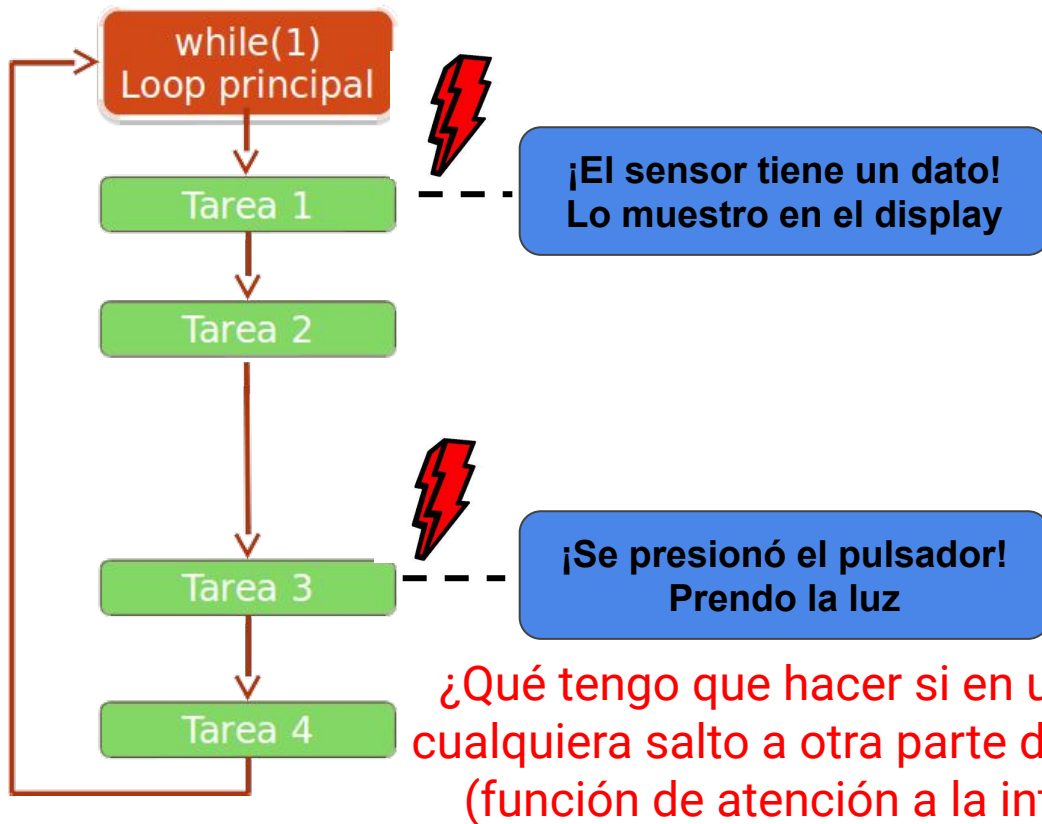 while(1)
Loop principal
Tarea 1
¡El sensor tiene un dato!
Lo muestro en el display
Tarea 2
Tarea 3
¡Se presionó el pulsador!
Prendo la luz
Tarea 4
¿Qué tengo que hacer si en u
cualquiera salto a otra parte d
(función de atención a la in